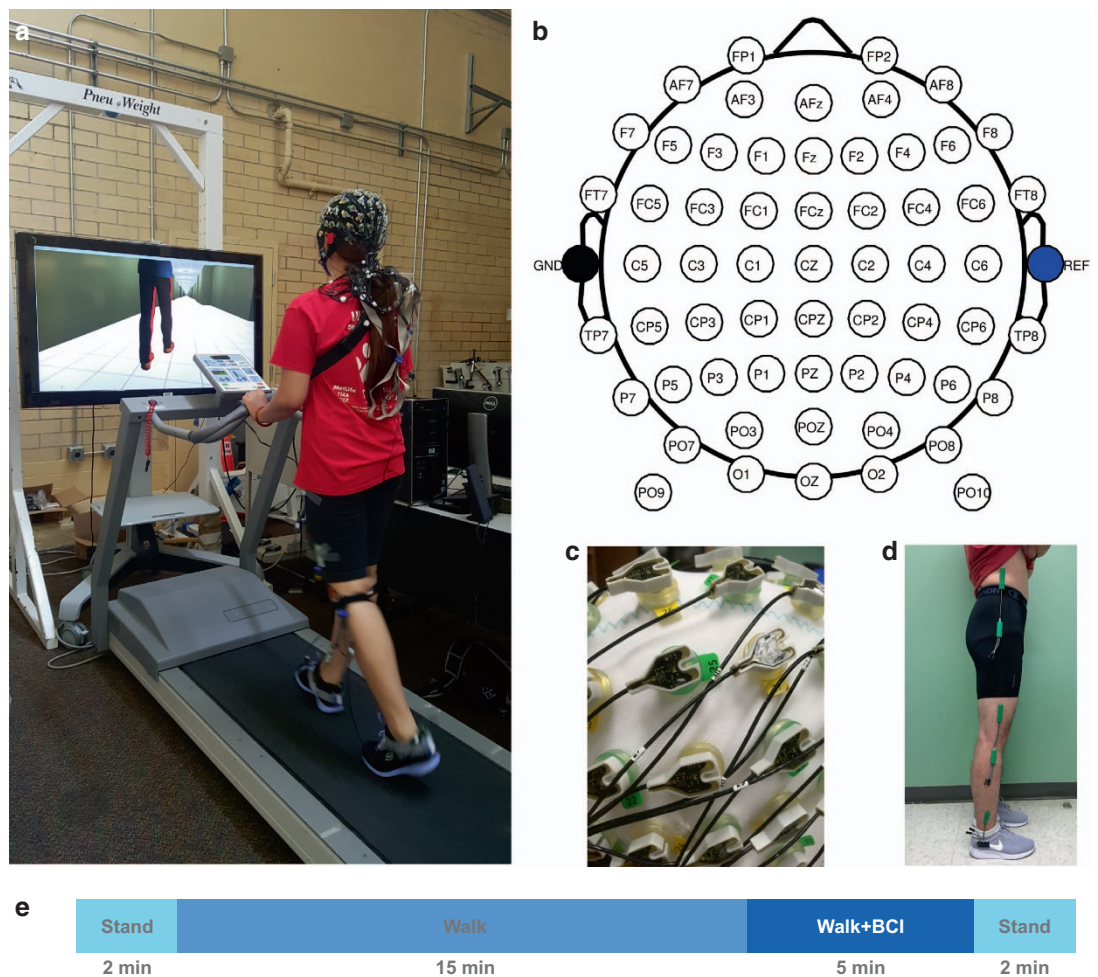 a
Pneu Weight
DELL
b
FP1 FP2
AF7 AF8
AF3 AFz AF4
F7 F8
F5 F3 F1 Fz F2 F4 F6
FT7 FT8
FC5 FC3 FC1 FCz FC2 FC4 FC6
GND C5 C3 C1 CZ C2 C4 C6 REF
CP5 CP3 CP1 CPZ CP2 CP4 CP6
TP7 TP8
P5 P3 P1 PZ P2 P4 P6
P7 P8
PO3 POZ PO4
PO7 PO8
O1 OZ O2
PO9 PO10
c
25
22
d
e
Stand Walk Walk+BCI Stand
2 min 15 min 5 min 2 min